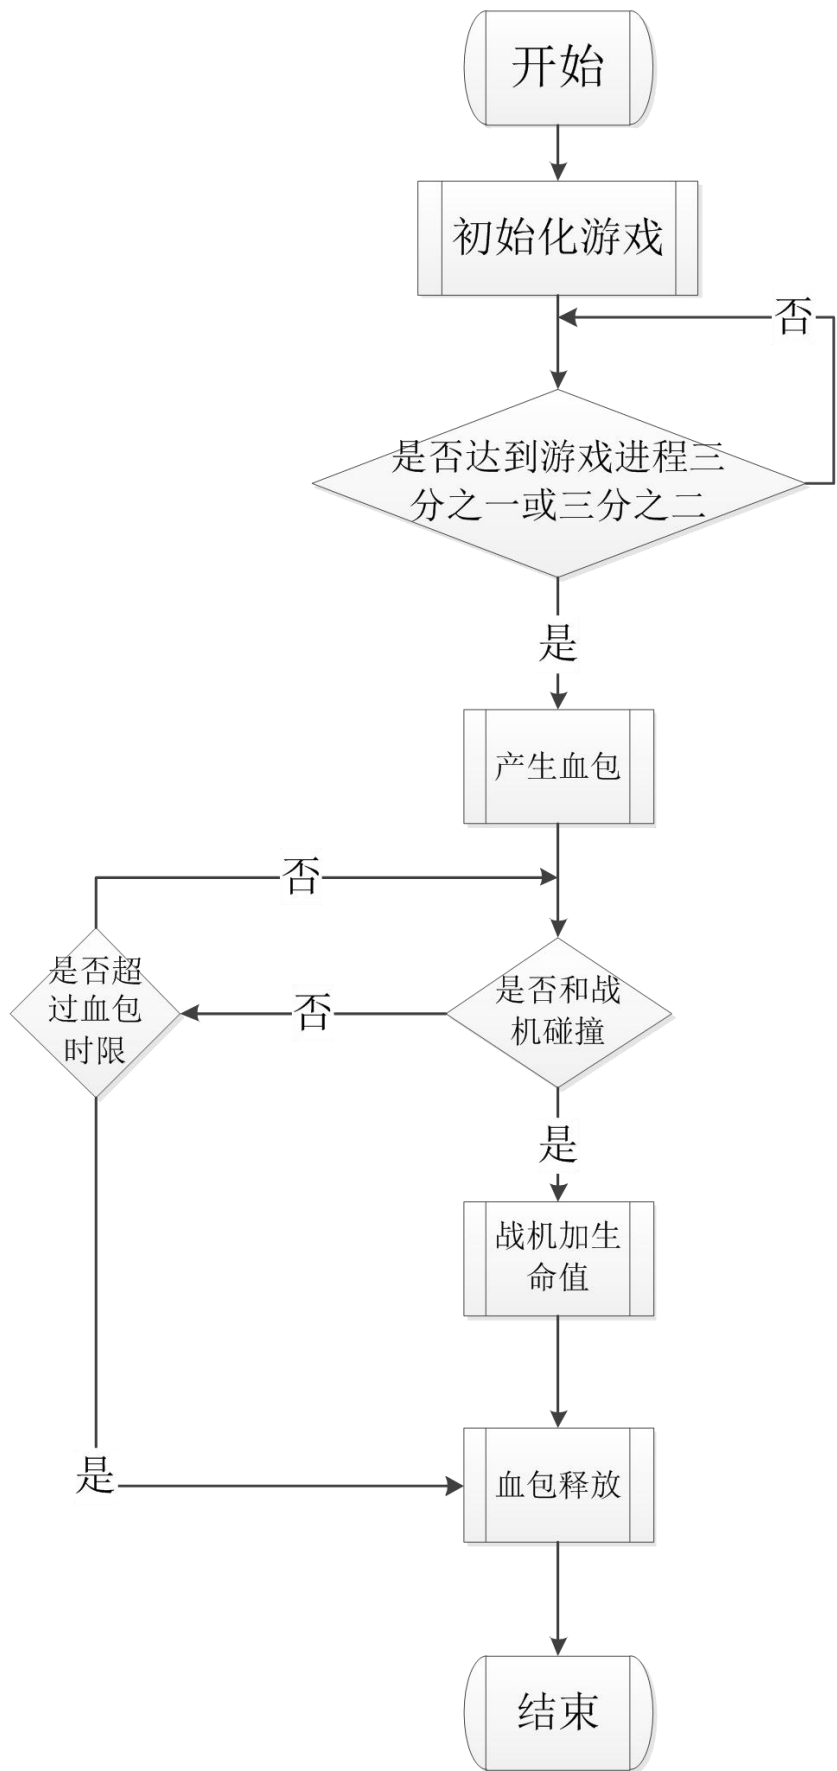 开始
初始化游戏
否
是否达到游戏进程三
分之一或三分之二
是
产生血包
否
是否超
过血包
时限
否
是否和战
机碰撞
是
战机加生
命值
是
血包释放
结束